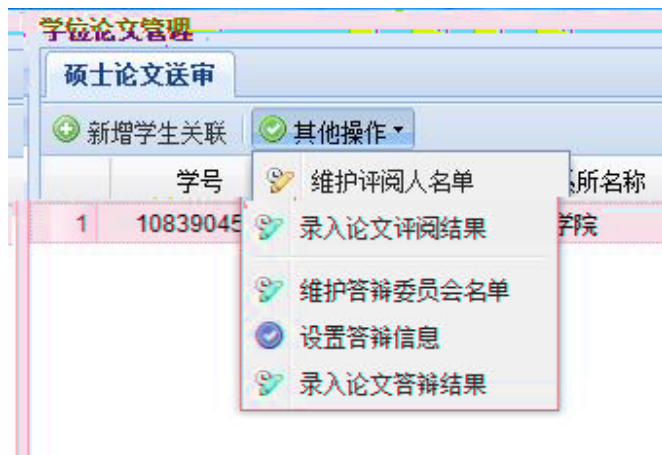 学位论文管理
硕士论文送审
新增学生关联 其他操作
学号 所名称
1 10839045 学院
维护评阅人名单
录入论文评阅结果
维护答辩委员会名单
设置答辩信息
录入论文答辩结果